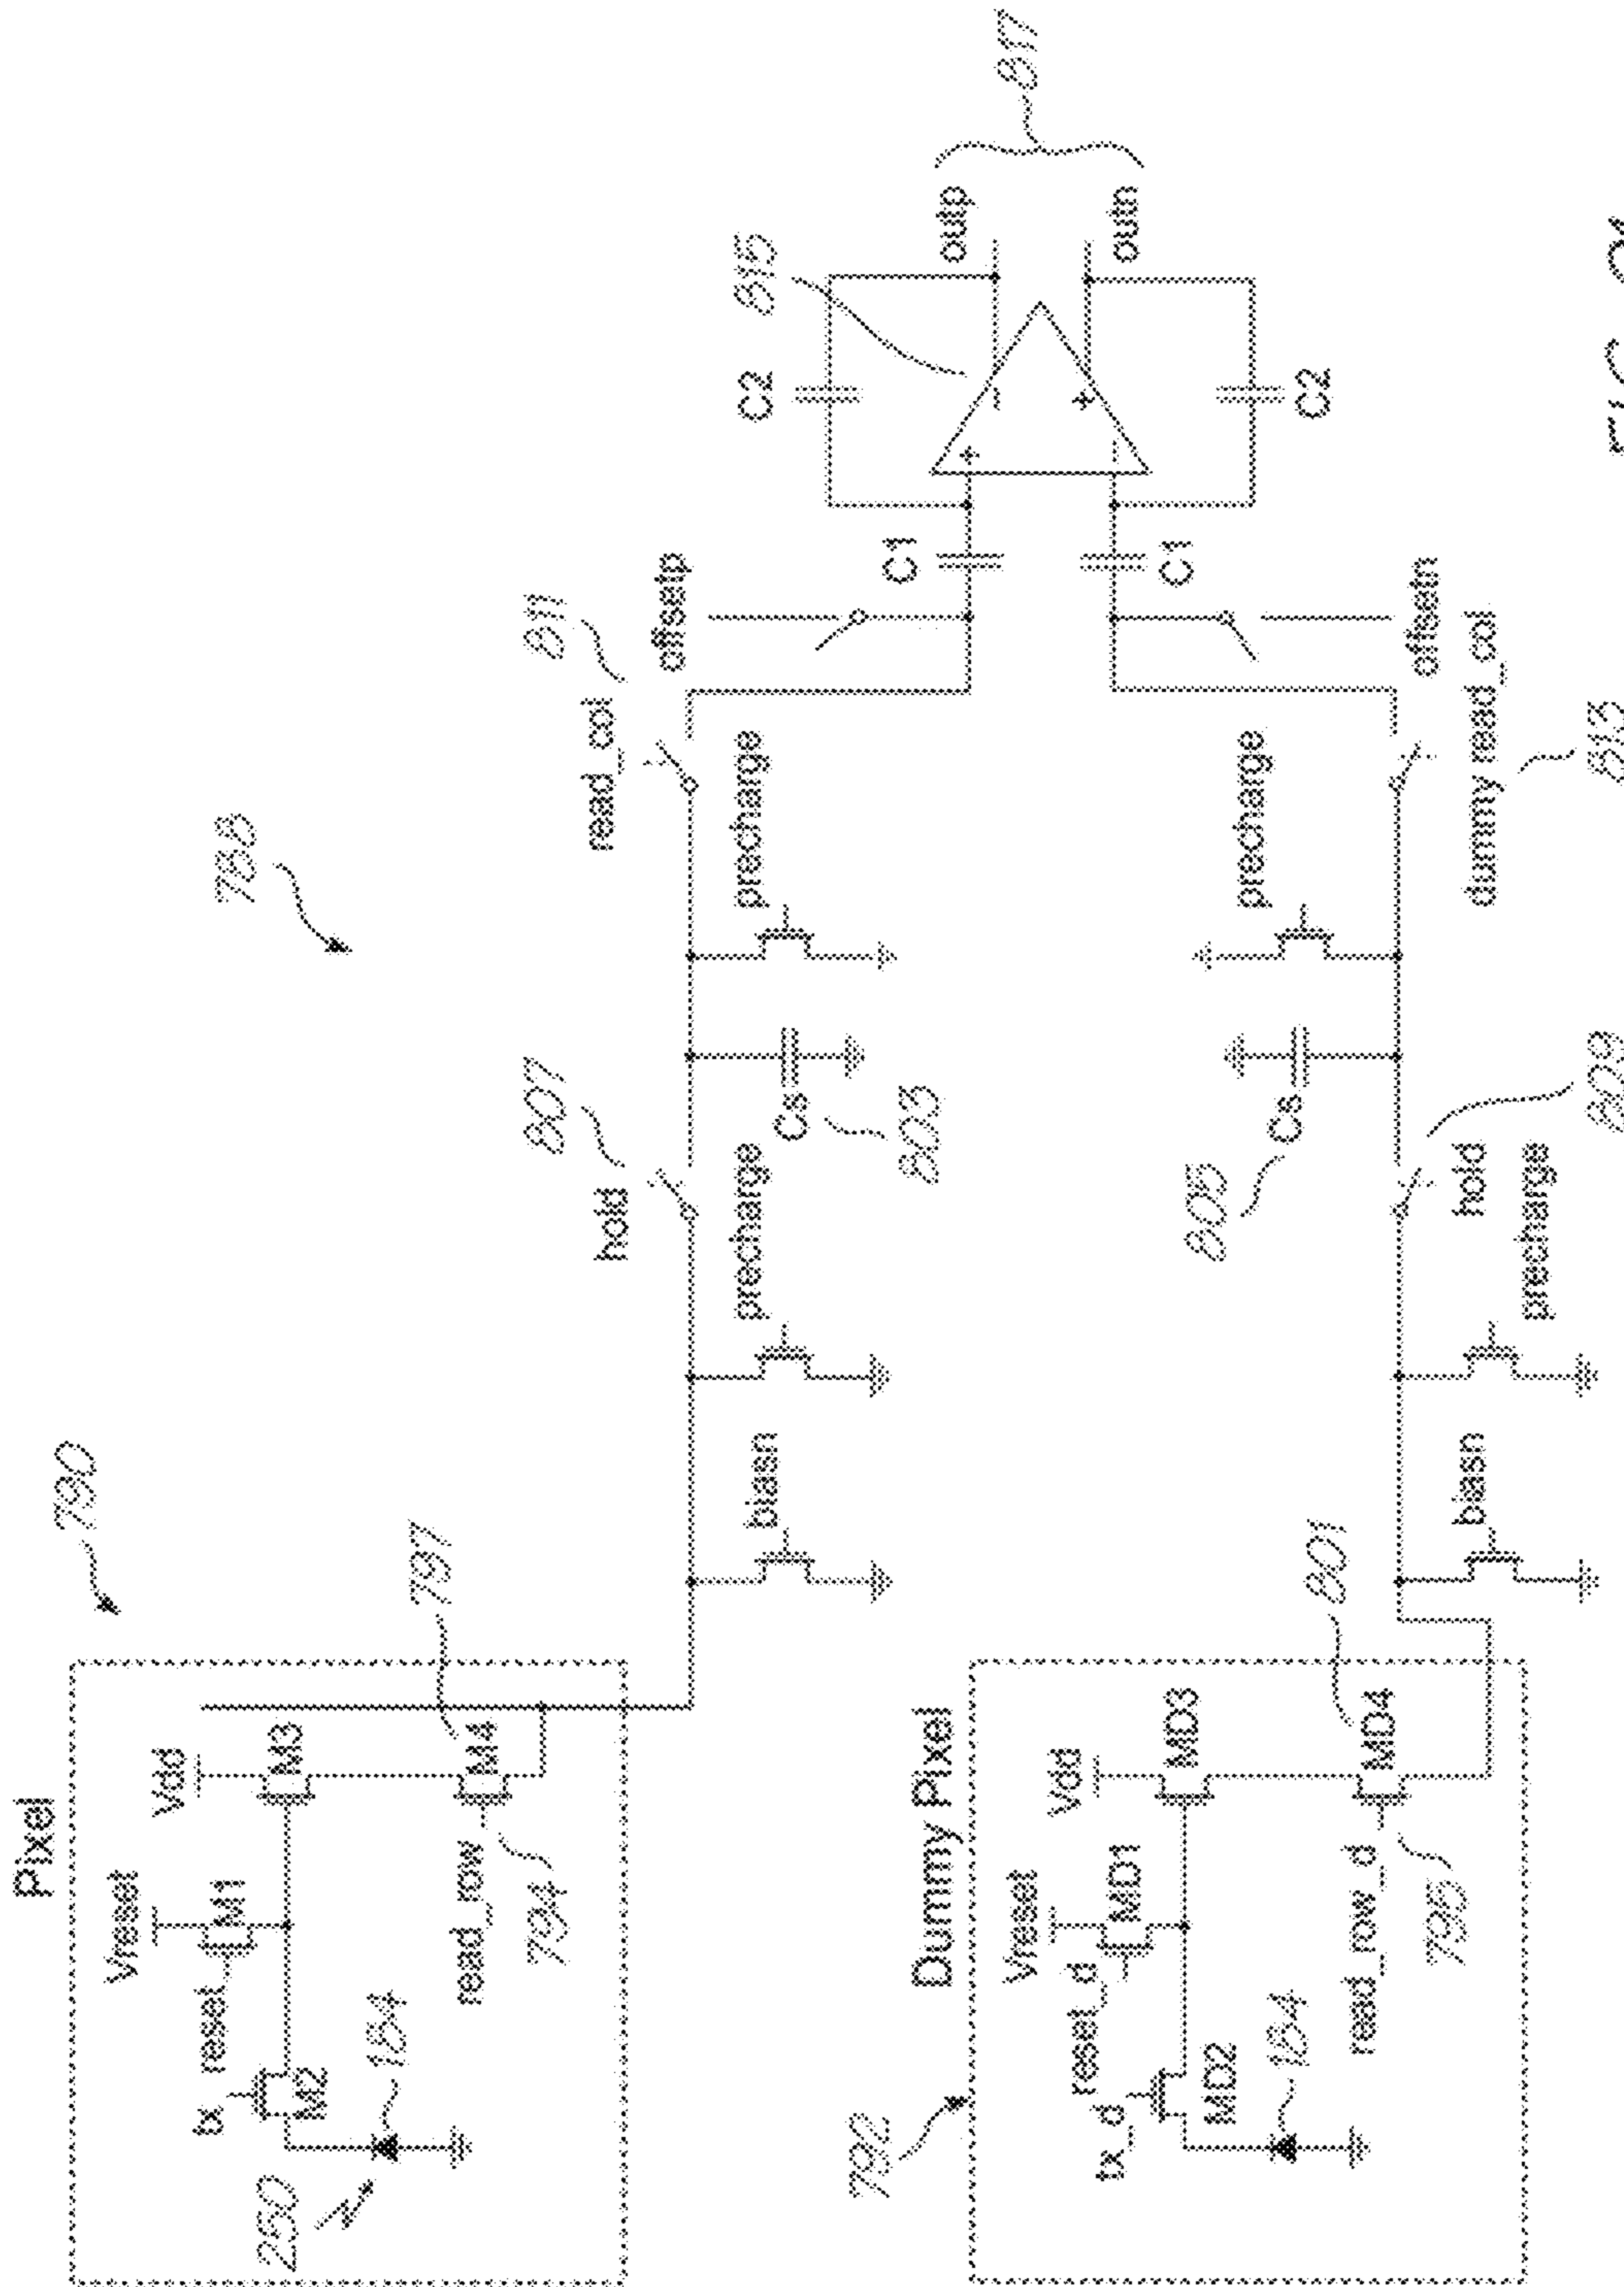 Pixel
790
788
Vreset
Vdd
reset
M1
M3
tx
M2
184
250
read_row
M4
794
797
biasn
precharge
hold
807
Cs
803
precharge
read_col
811
offsetp
C1
C2
815
outp
817
outn
+
-
-
+
C1
C2
offsetn
Dummy Pixel
792
Vreset
Vdd
reset_d
MD1
MD3
tx_d
MD2
184
read_row_d
MD4
795
801
biasn
precharge
hold
809
Cs
805
precharge
dummy read_col
813